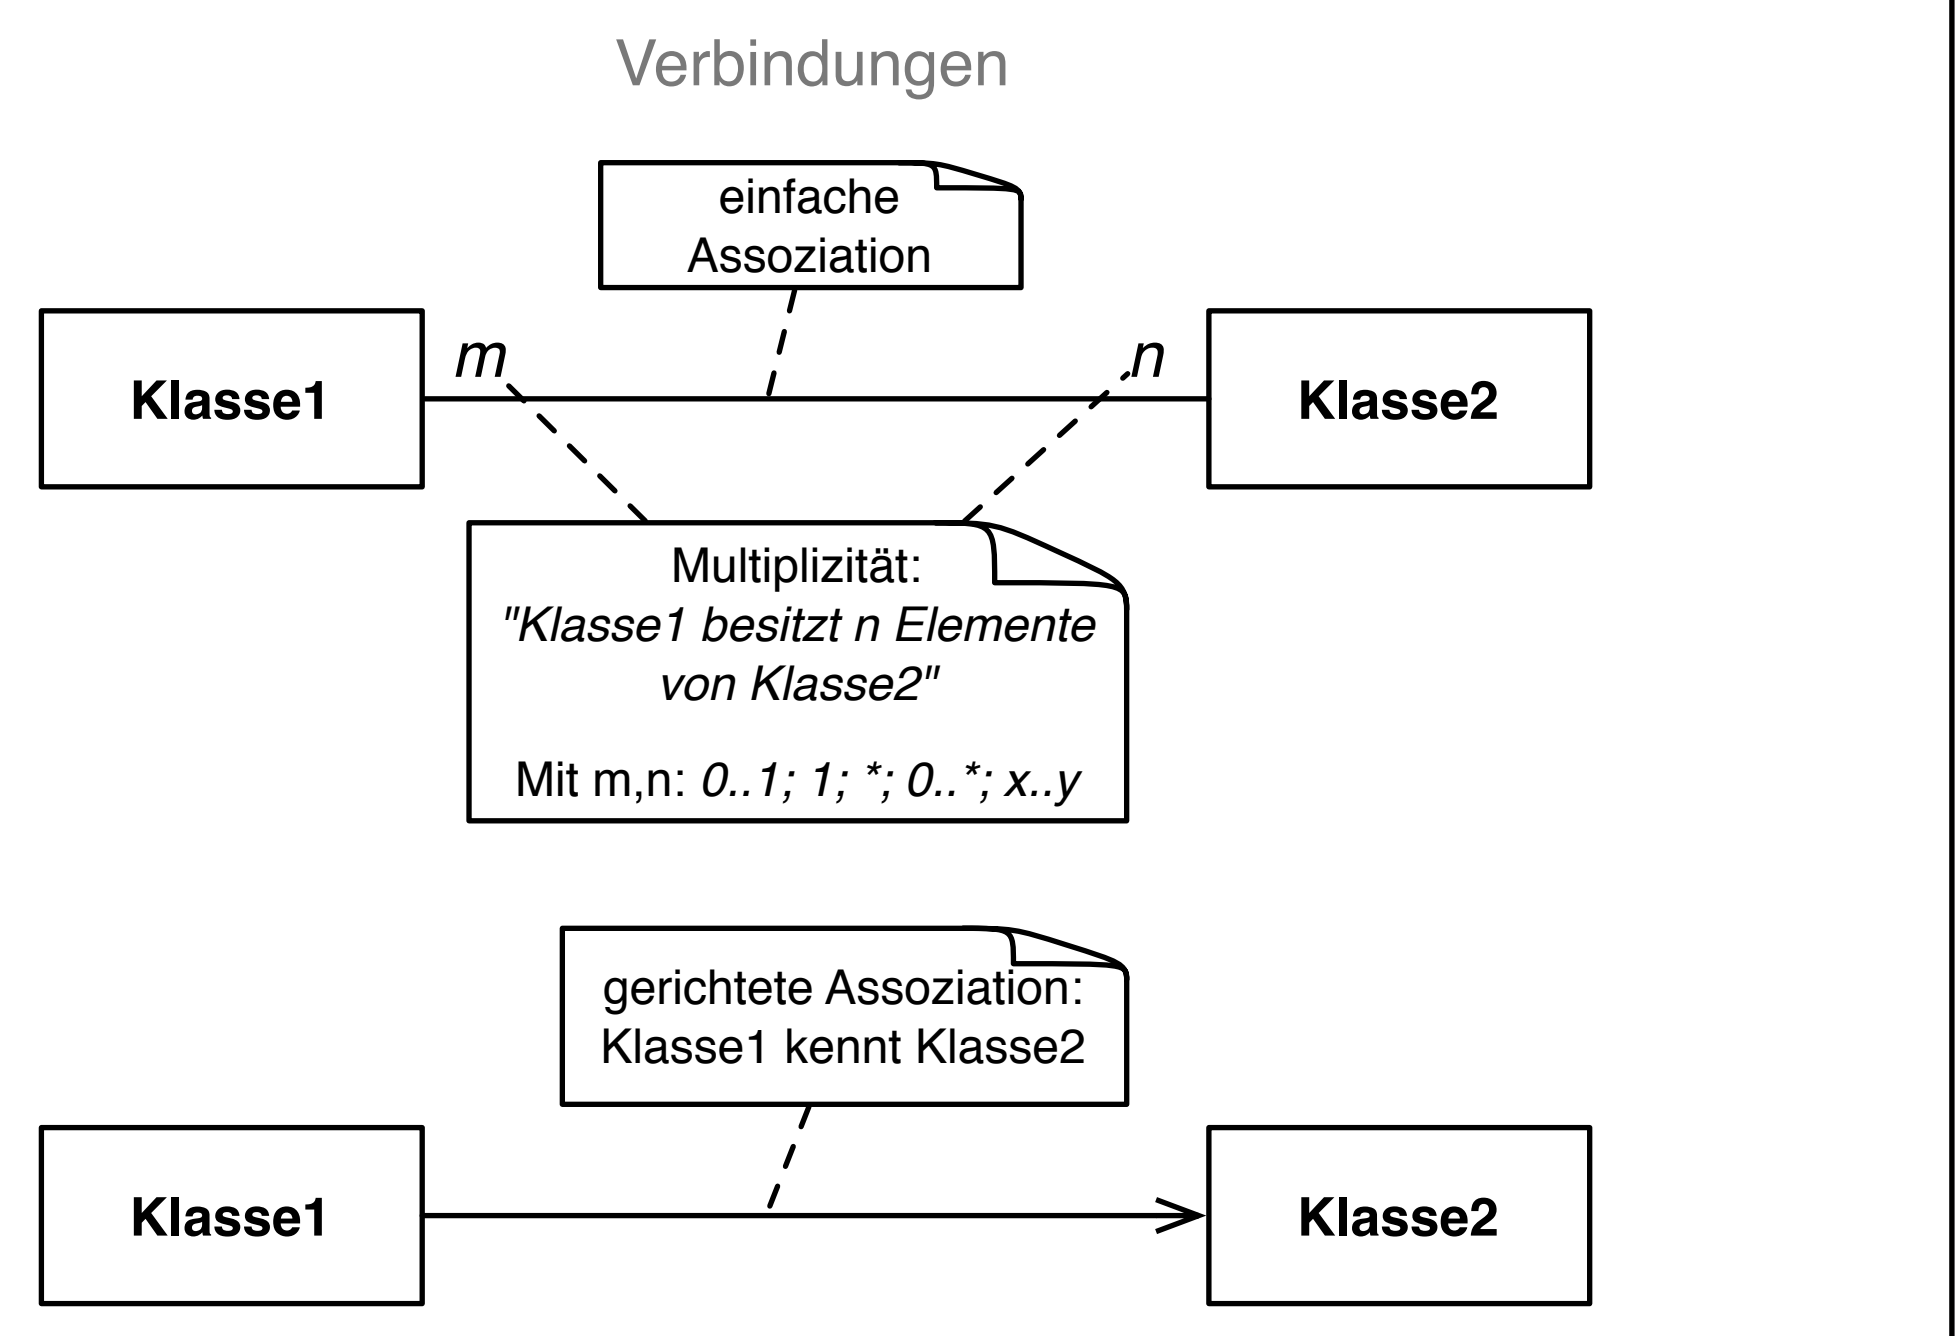 Verbindungen
einfache
Assoziation
m
n
Klasse1
Klasse2
Multiplizität:
"Klasse1 besitzt n Elemente
von Klasse2"
Mit m,n: 0..1; 1; *; 0..*; x..y
gerichtete Assoziation:
Klasse1 kennt Klasse2
Klasse1
Klasse2